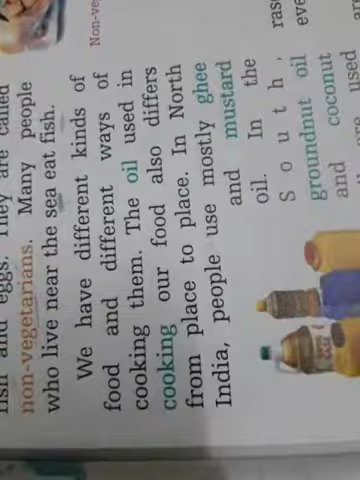 fish and eggs. They are called
non-vegetarians. Many people
who live near the sea eat fish.
We have different kinds of
food and different ways of
cooking them. The oil used in
cooking our food also differs
from place to place. In North
India, people use mostly ghee
and mustard
oil. In the
South,
groundnut oil
and coconut
are used